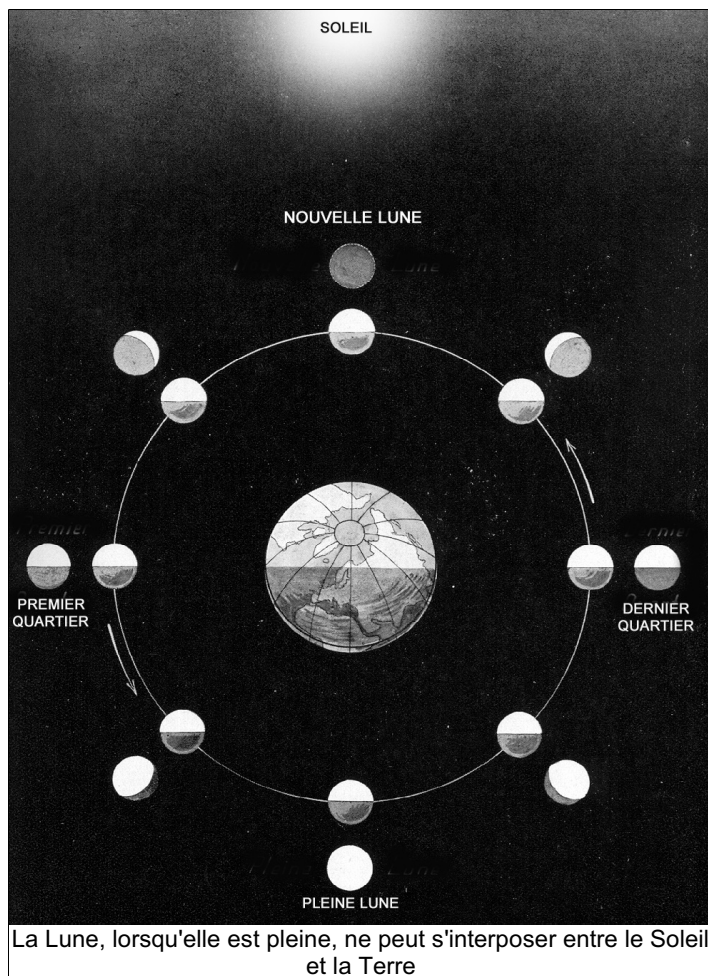 SOLEIL
NOUVELLE LUNE
PREMIER
QUARTIER
DERNIER
QUARTIER
PLEINE LUNE
La Lune, lorsqu'elle est pleine, ne peut s'interposer entre le Soleil
et la Terre